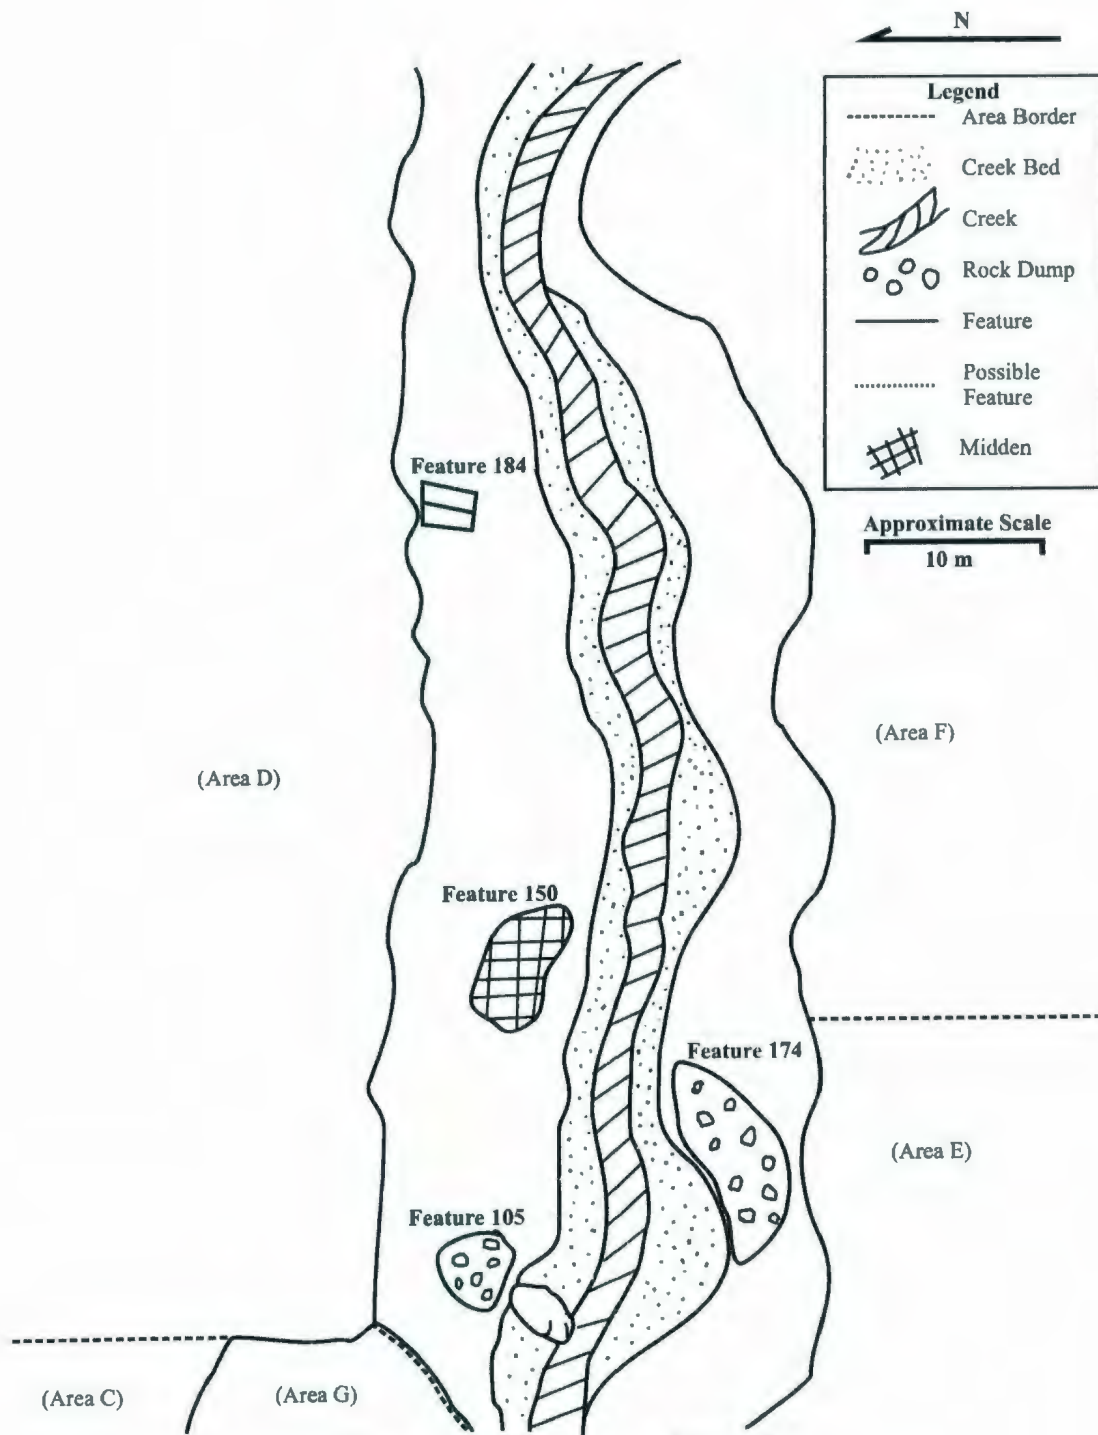 N
Legend
Area Border
Creek Bed
Creek
Rock Dump
Feature
Possible
Feature
Midden
Approximate Scale
10 m
Feature 184
(Area F)
(Area D)
Feature 150
Feature 174
(Area E)
Feature 105
(Area C)
(Area G)